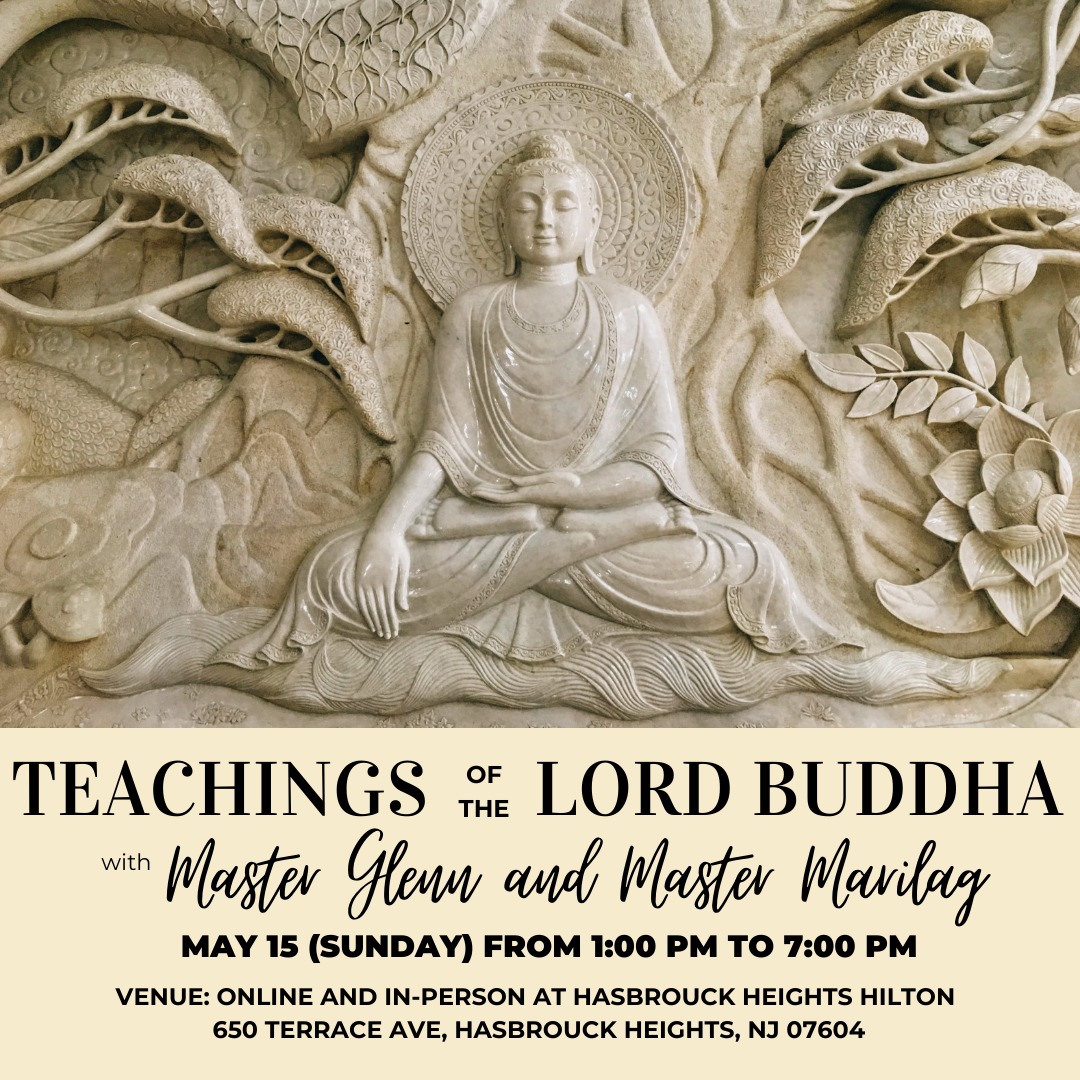 TEACHINGS OF THE LORD BUDDHA
with Master Glenn and Master Marilag
MAY 15 (SUNDAY) FROM 1:00 PM TO 7:00 PM
VENUE: ONLINE AND IN-PERSON AT HASBROUCK HEIGHTS HILTON
650 TERRACE AVE, HASBROUCK HEIGHTS, NJ 07604